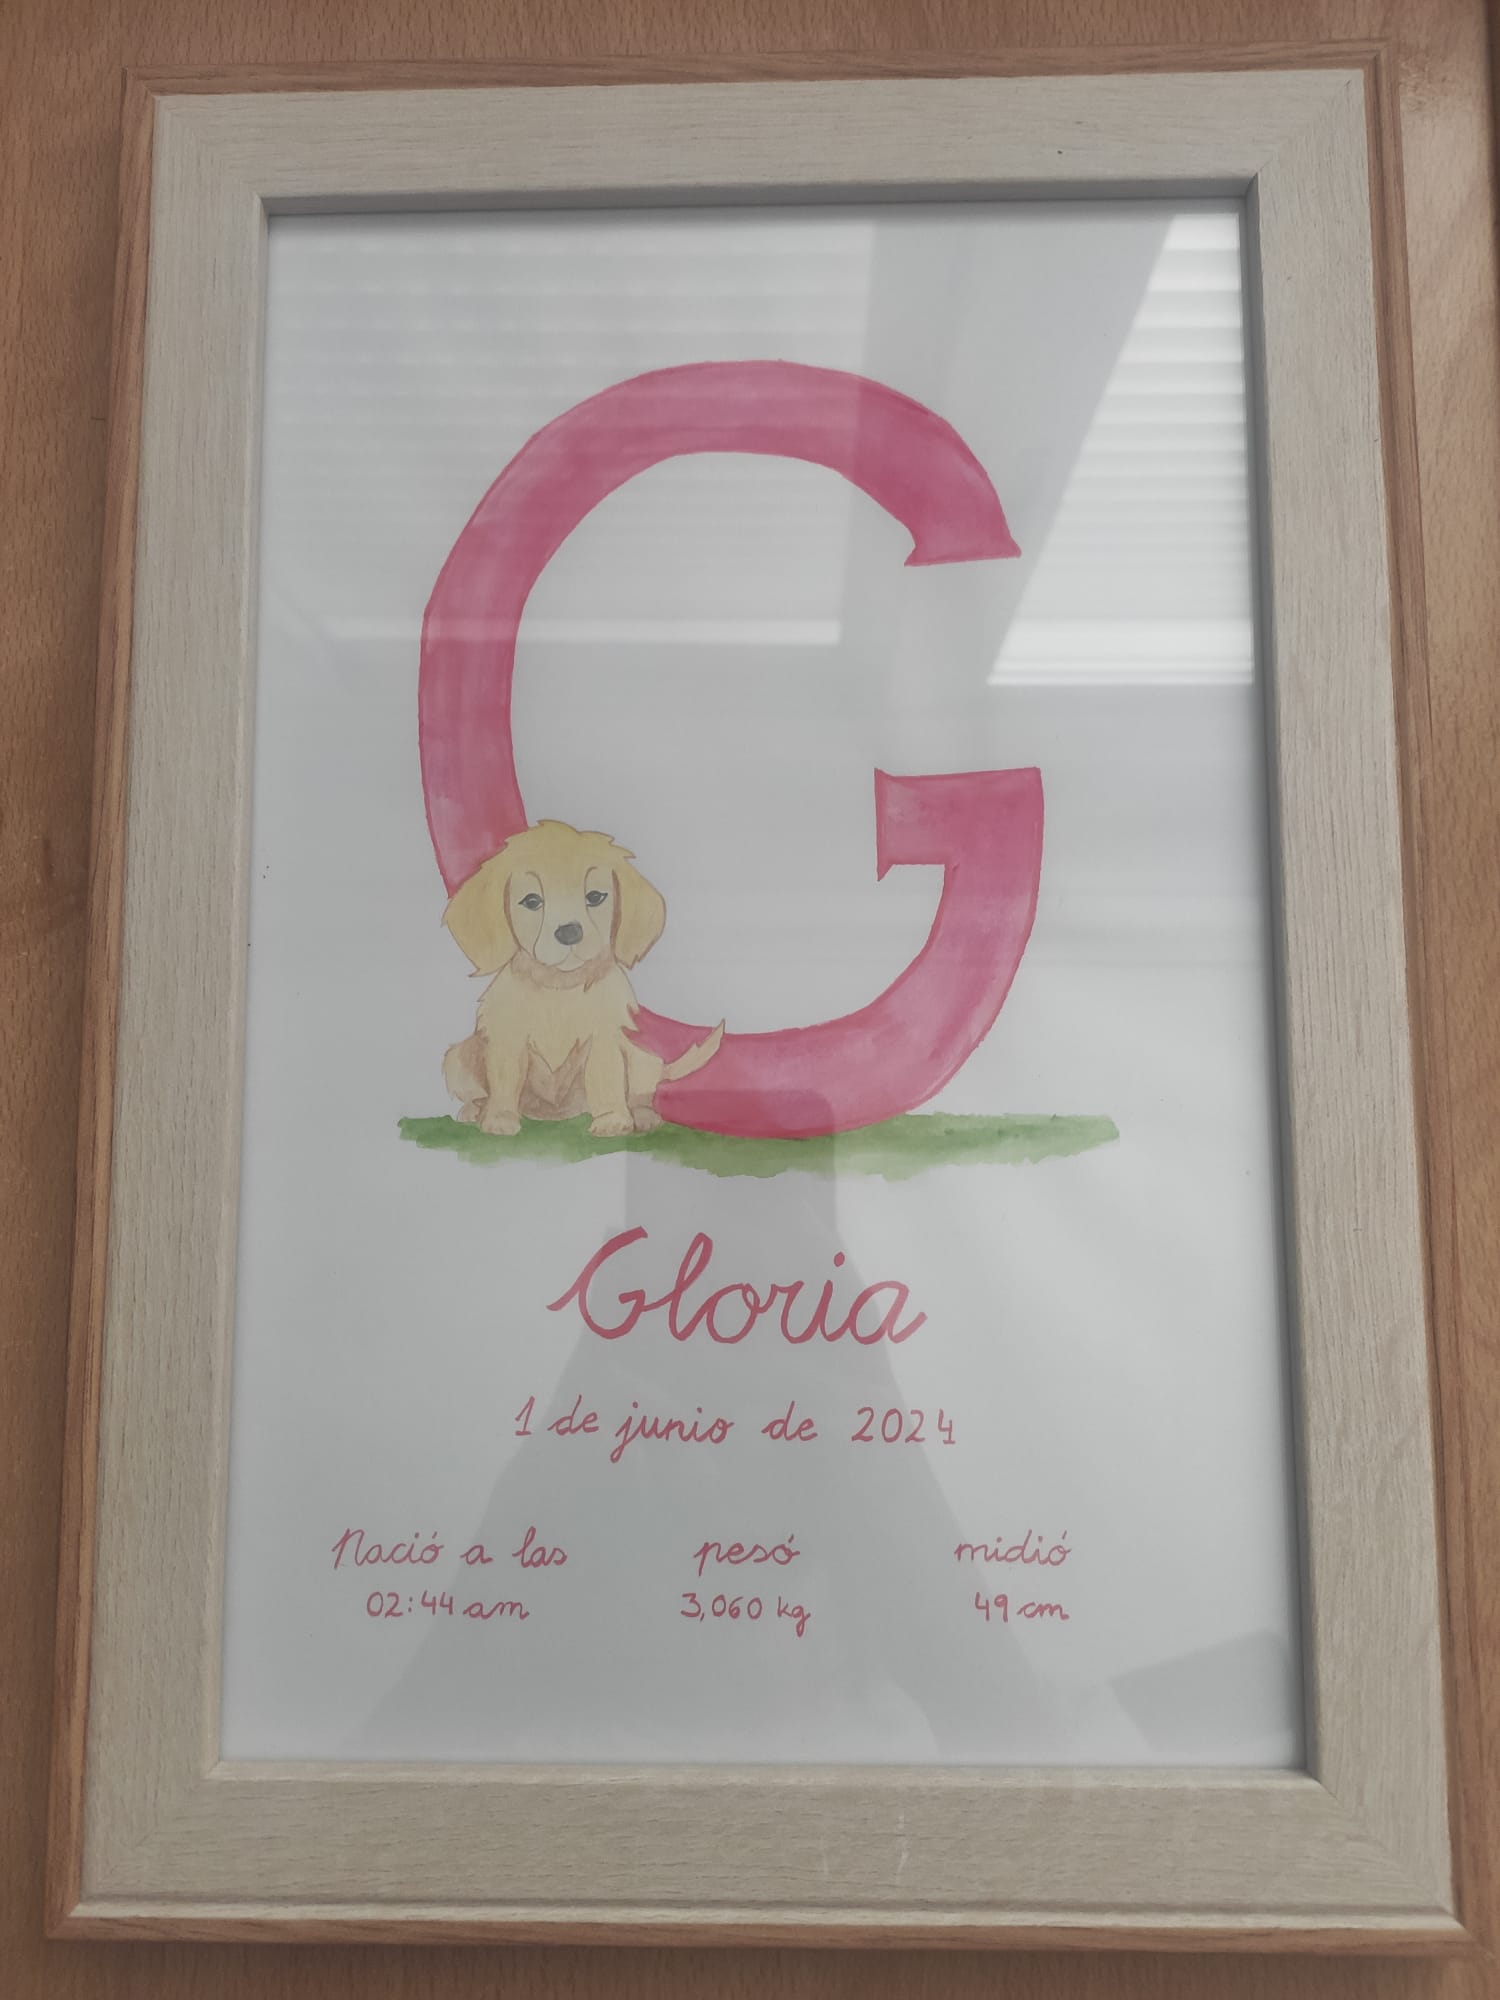 G
Gloria
1 de junio de 2024
Nació a las pesó midió
02:44 am 3,060 kg 49 cm